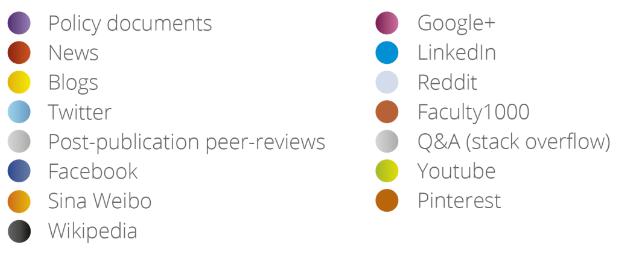 Policy documents
News
Blogs
Twitter
Post-publication peer-reviews
Facebook
Sina Weibo
Wikipedia
Google+
LinkedIn
Reddit
Faculty1000
Q&A (stack overflow)
Youtube
Pinterest